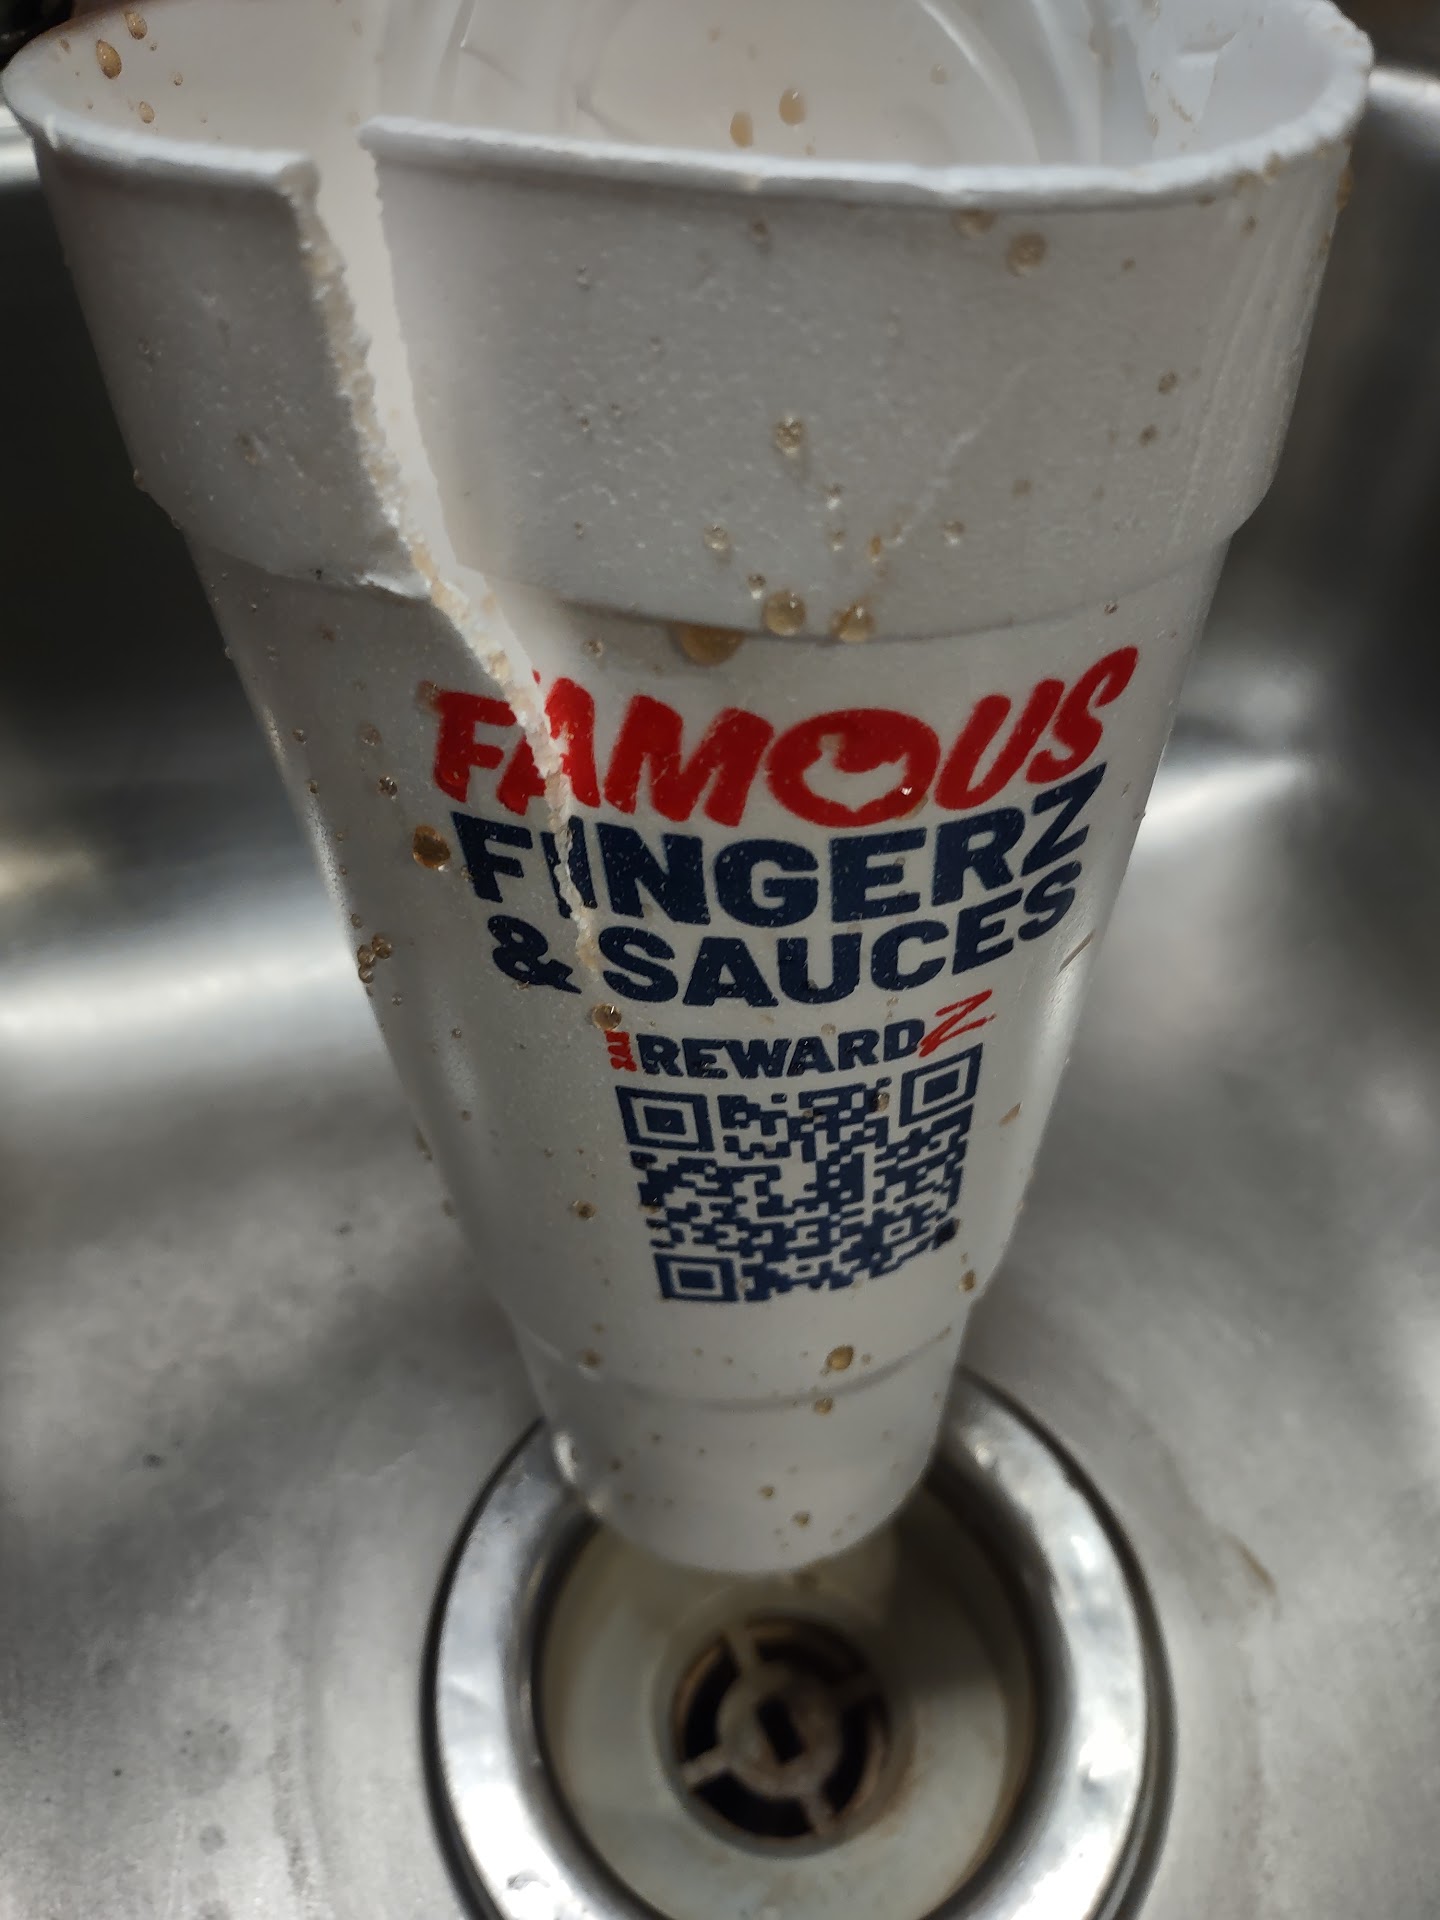 FAMOUS
FINGERZ
& SAUCES
REWARDZ